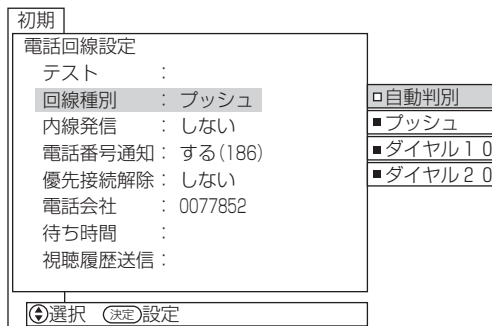 初期
電話回線設定
テスト ：
回線種別 ： プッシュ
内線発信 ： しない
電話番号通知： する(186)
優先接続解除： しない
電話会社 ： 0077852
待ち時間 ：
視聴履歴送信：
□自動判別
■プッシュ
■ダイヤル１０
■ダイヤル２０
選択 決定設定